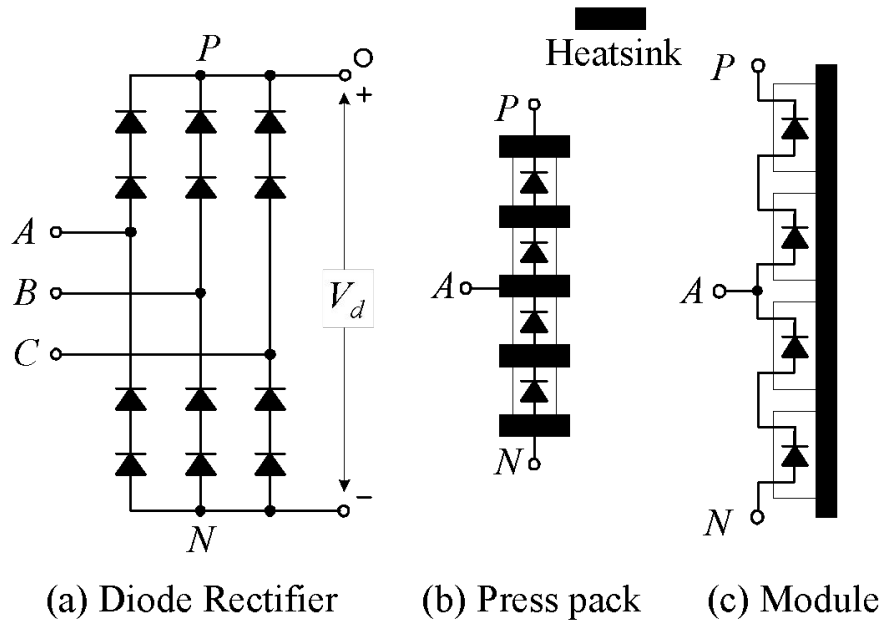 Heatsink
P
+
A
B
C
V_d
-
N
(a) Diode Rectifier
P
A
N
(b) Press pack
P
A
N
(c) Module